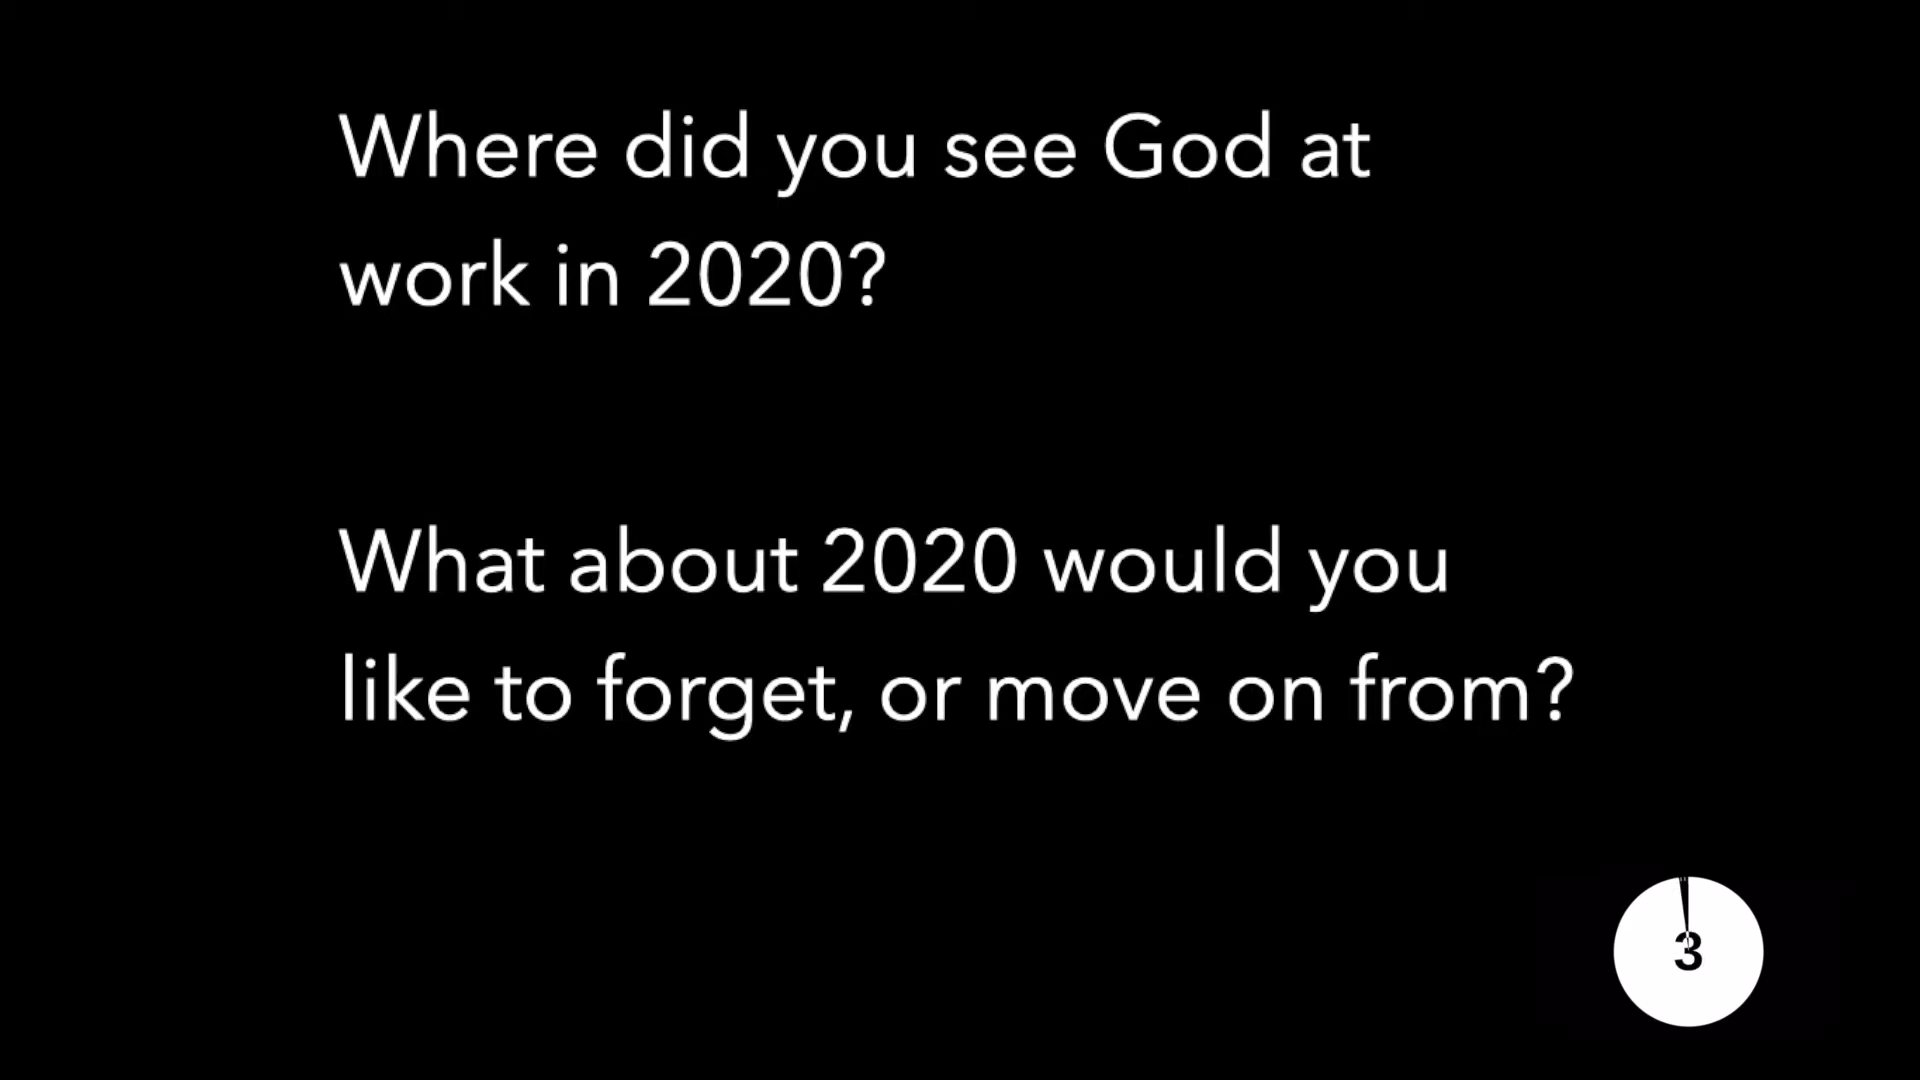 Where did you see God at
work in 2020?
What about 2020 would you
like to forget, or move on from?
3